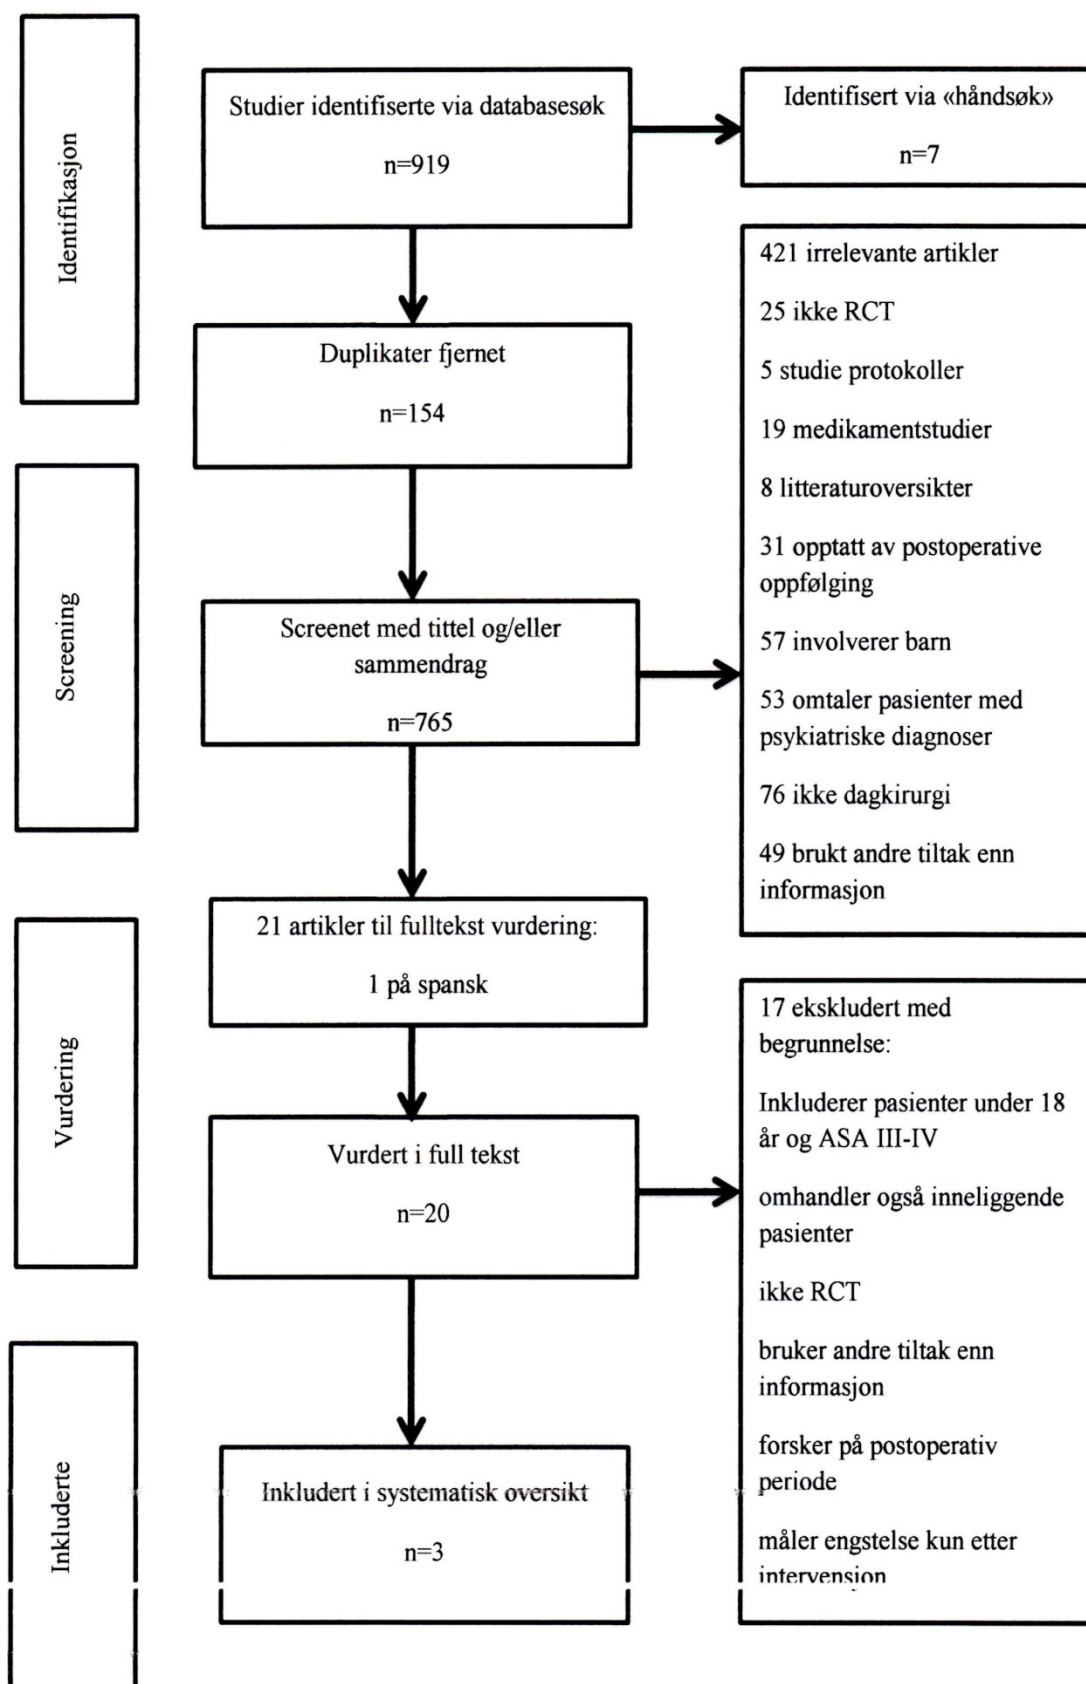 Identifikasjon
Studier identifiserte via databasesøk
n=919
Identifisert via «håndsøk»
n=7
Duplikater fjernet
n=154
Screening
Screenet med tittel og/eller
sammendrag
n=765
421 irrelevante artikler
25 ikke RCT
5 studie protokoller
19 medikamentstudier
8 litteraturoversikter
31 opptatt av postoperative
oppfølging
57 involverer barn
53 omtaler pasienter med
psykiatriske diagnoser
76 ikke dagkirurgi
49 brukt andre tiltak enn
informasjon
Vurdering
21 artikler til fulltekst vurdering:
1 på spansk
Vurdert i full tekst
n=20
17 ekskludert med
begrunnelse:
Inkluderer pasienter under 18
år og ASA III-IV
omhandler også inneliggende
pasienter
ikke RCT
bruker andre tiltak enn
informasjon
forsker på postoperativ
periode
måler engstelse kun etter
intervensjon
Inkluderte
Inkludert i systematisk oversikt
n=3